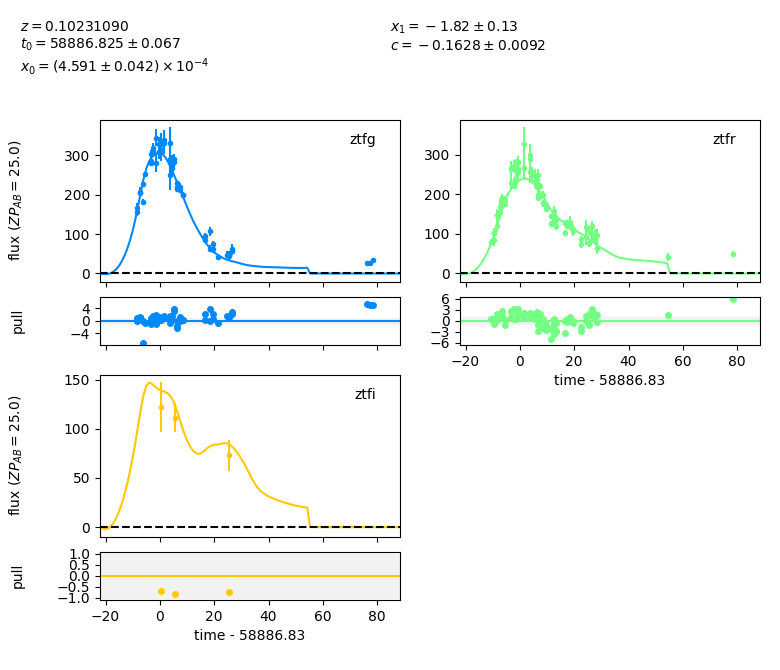 z = 0.10231090
t₀ = 58886.825 ± 0.067
x₀ = (4.591 ± 0.042) × 10⁻⁴
x₁ = −1.82 ± 0.13
c = −0.1628 ± 0.0092
ztfg
300
200
100
0
flux (ZP_AB = 25.0)
4
0
−4
pull
ztfr
300
200
100
0
6
3
0
−3
−6
−20 0 20 40 60 80
time - 58886.83
ztfi
150
100
50
0
flux (ZP_AB = 25.0)
1.0
0.5
0.0
−0.5
−1.0
pull
−20 0 20 40 60 80
time - 58886.83